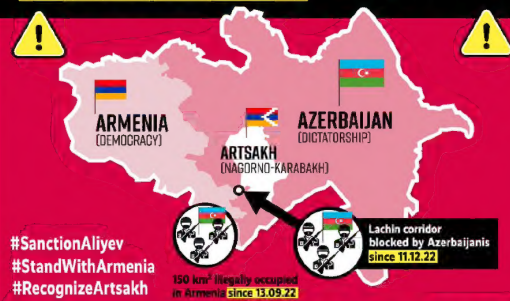 ARMENIA
(DEMOCRACY)
AZERBAIJAN
(DICTATORSHIP)
ARTSAKH
(NAGORNO-KARABAKH)
Lachin corridor
blocked by Azerbaijanis
since 11.12.22
150 km² illegally occupied
in Armenia since 13.09.22
#SanctionAliyev
#StandWithArmenia
#RecognizeArtsakh